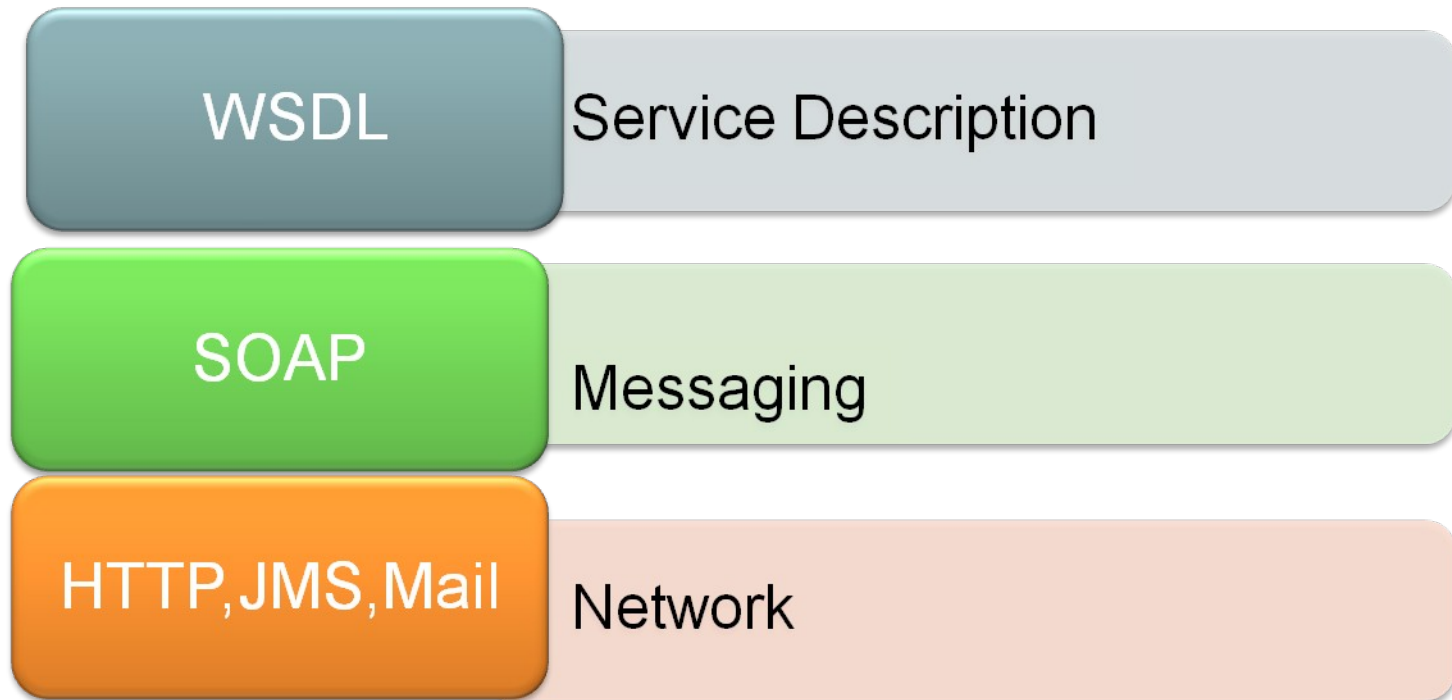 WSDL
Service Description
SOAP
Messaging
HTTP,JMS,Mail
Network